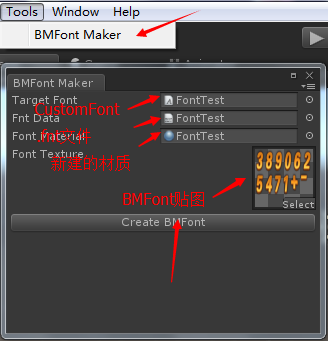 Tools Window Help
BMFont Maker
BMFont Maker
Target Font FontTest
CustomFont
Fnt Data FontTest
Font Material FontTest
新建的材质
Font Texture
389062
5471+-
BMFont贴图
Select
Create BMFont